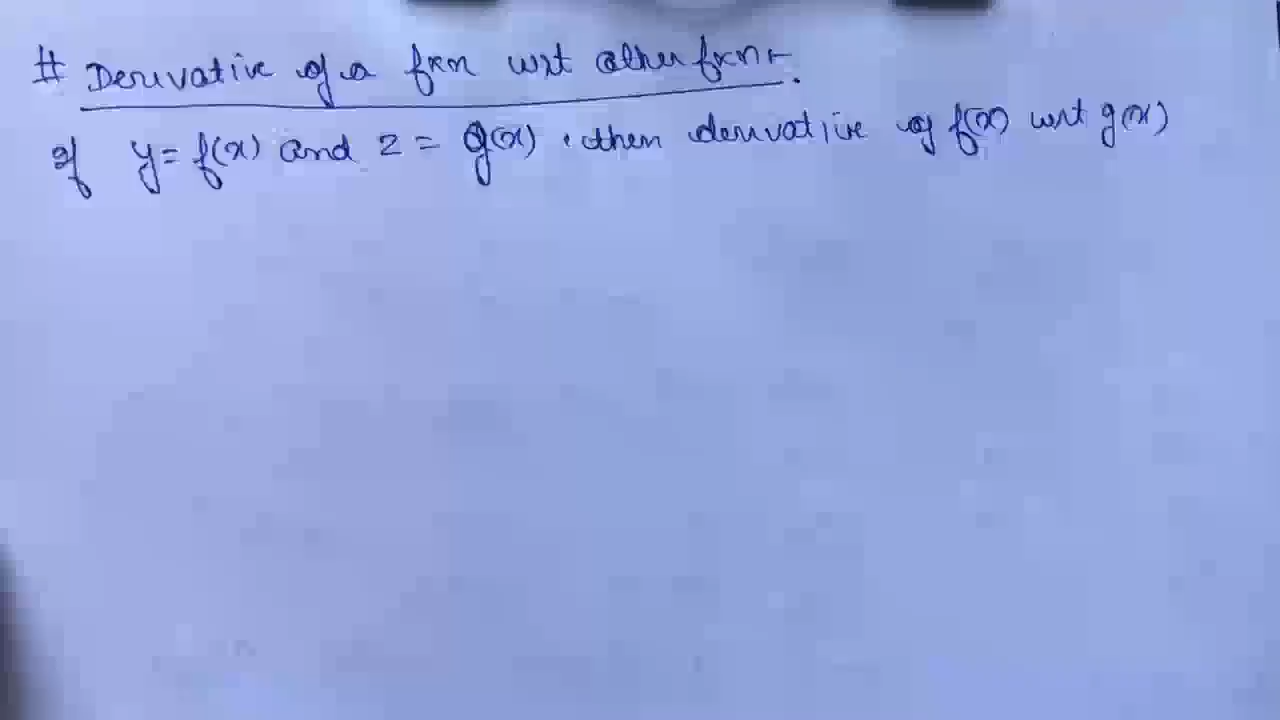 # Derivative of a fxn wrt other fxn.
If y = f(x) and z = g(x) , then derivative of f(x) wrt g(x)